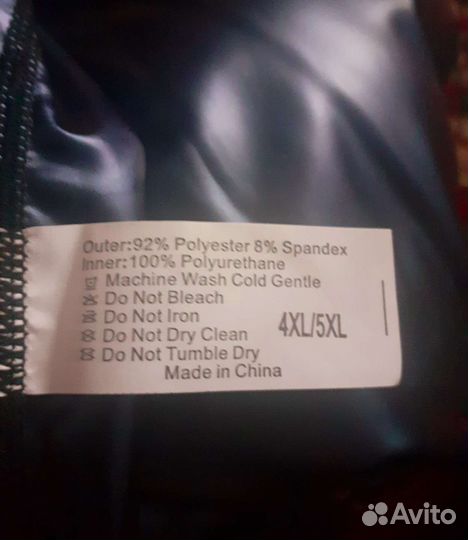 Outer:92% Polyester 8% Spandex
Inner:100% Polyurethane
Machine Wash Cold Gentle
Do Not Bleach
Do Not Iron
Do Not Dry Clean
Do Not Tumble Dry
Made in China
4XL/5XL
Avito